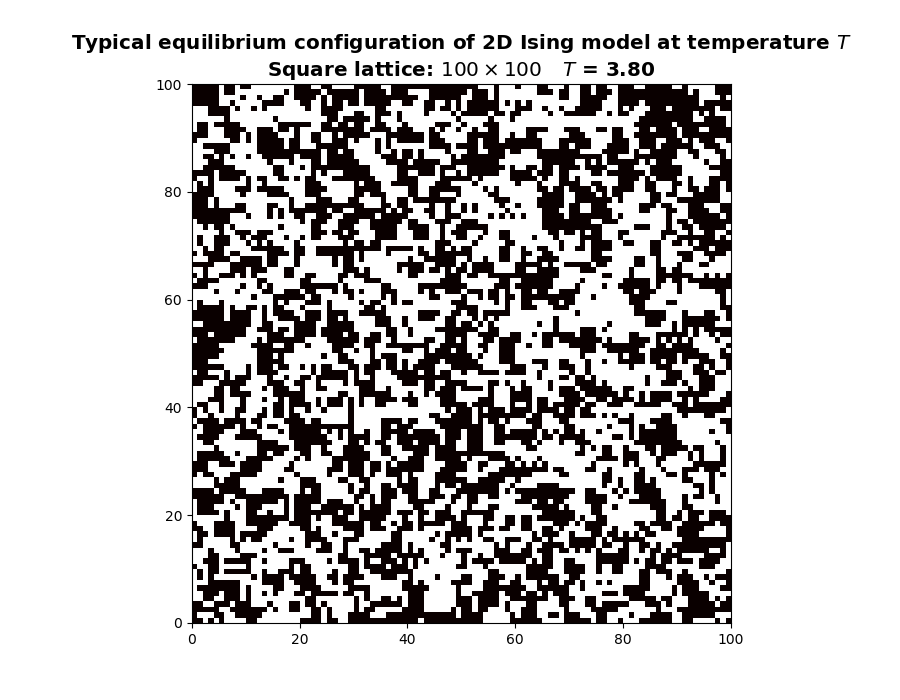 Typical equilibrium configuration of 2D Ising model at temperature T
Square lattice: 100 × 100 T = 3.80
100
80
60
40
20
0
0 20 40 60 80 100